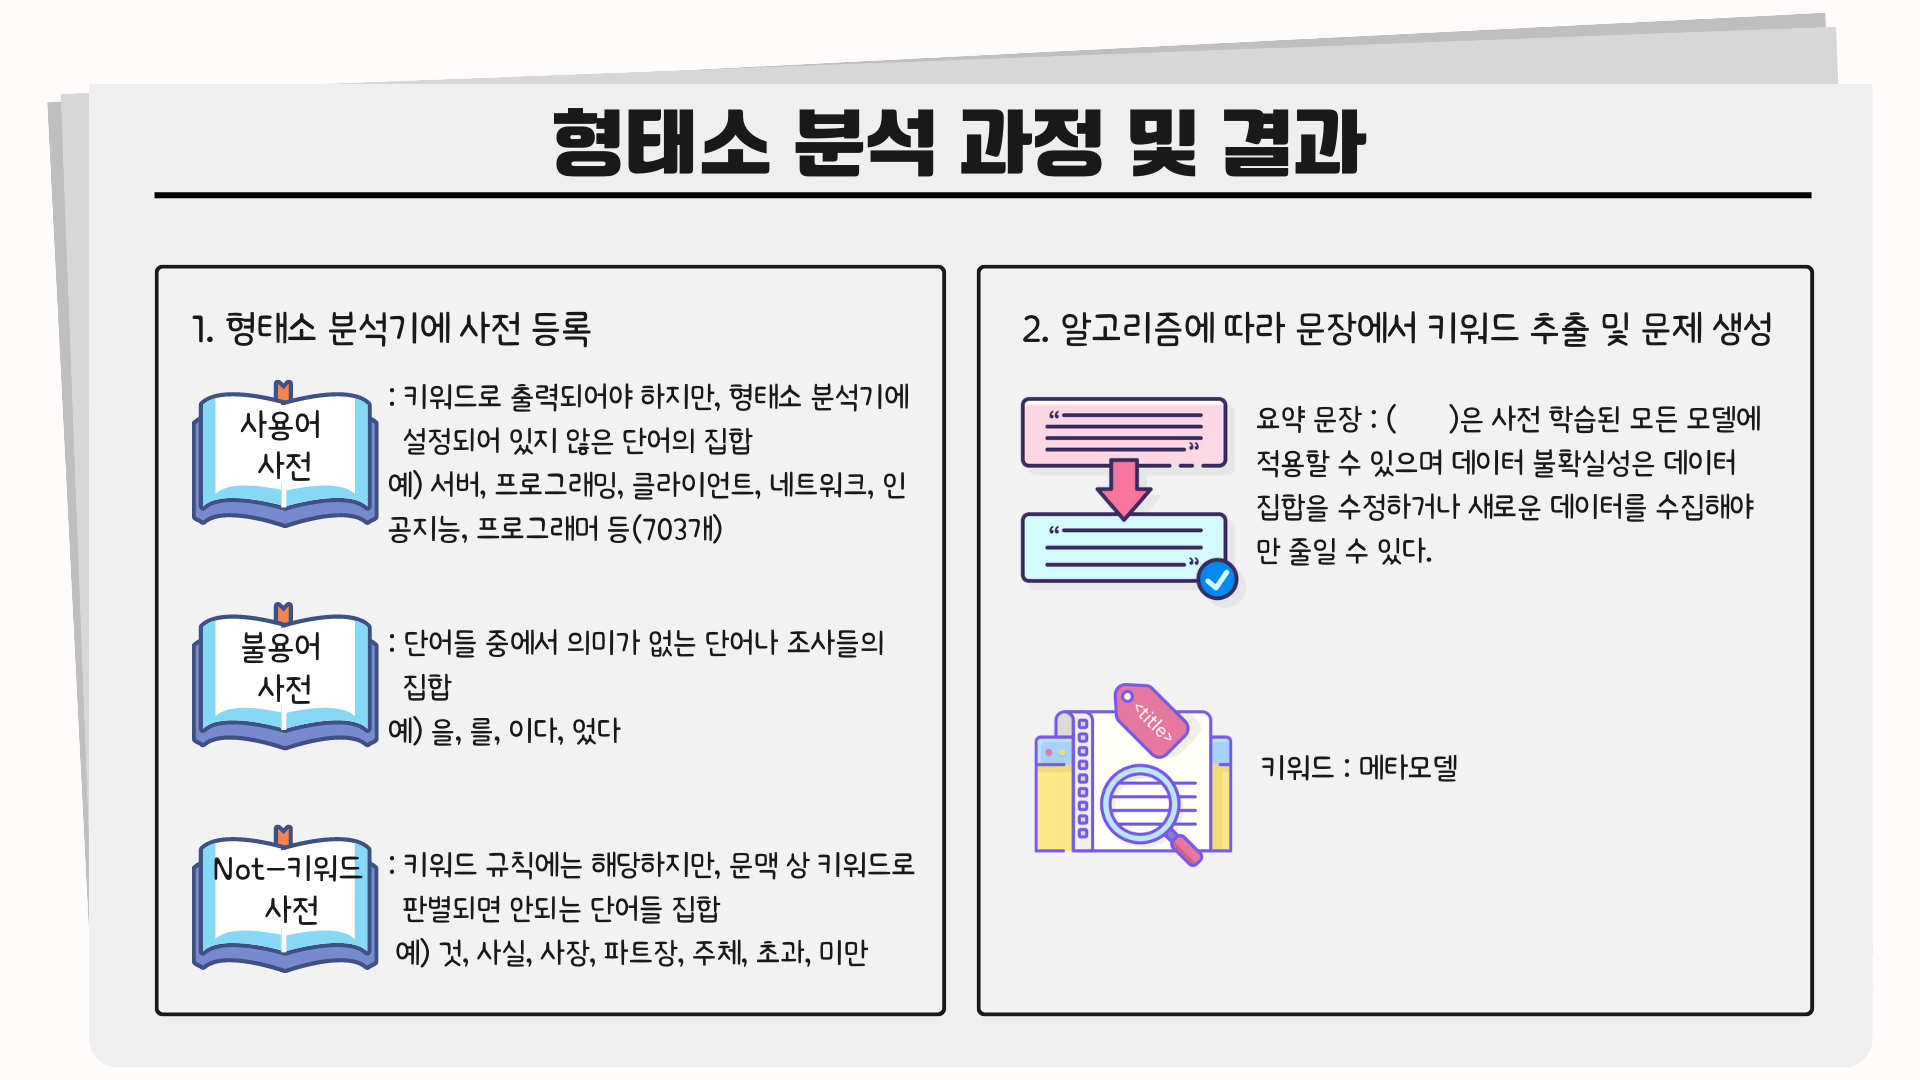 형태소 분석 과정 및 결과
1. 형태소 분석기에 사전 등록
사용어
사전
: 키워드로 출력되어야 하지만, 형태소 분석기에
설정되어 있지 않은 단어의 집합
예) 서버, 프로그래밍, 클라이언트, 네트워크, 인
공지능, 프로그래머 등(703개)
불용어
사전
: 단어들 중에서 의미가 없는 단어나 조사들의
집합
예) 을, 를, 이다, 었다
Not-키워드
사전
: 키워드 규칙에는 해당하지만, 문맥 상 키워드로
판별되면 안되는 단어들 집합
예) 것, 사실, 사장, 파트장, 주체, 초과, 미만
2. 알고리즘에 따라 문장에서 키워드 추출 및 문제 생성
“
”
“
”
요약 문장 : (      )은 사전 학습된 모든 모델에
적용할 수 있으며 데이터 불확실성은 데이터
집합을 수정하거나 새로운 데이터를 수집해야
만 줄일 수 있다.
<title>
키워드 : 메타모델